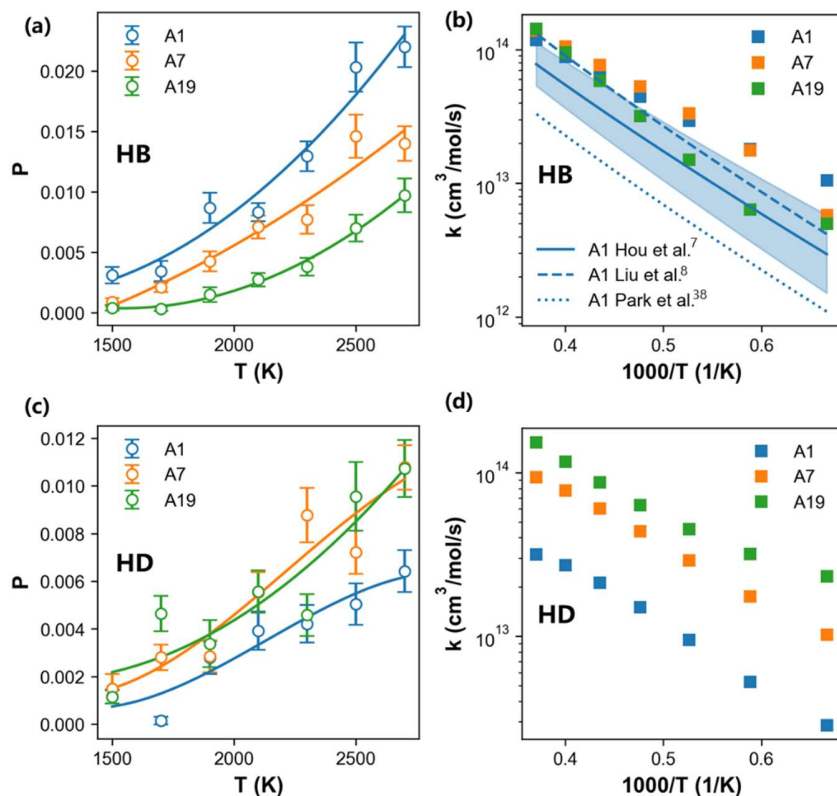 (a)
A1
A7
A19
HB
P
0.020
0.015
0.010
0.005
0.000
1500
2000
2500
T (K)
(b)
A1
A7
A19
HB
k (cm³/mol/s)
10¹⁴
10¹³
10¹²
A1 Hou et al.⁷
A1 Liu et al.⁸
A1 Park et al.³⁸
0.4
0.5
0.6
1000/T (1/K)
(c)
A1
A7
A19
HD
P
0.012
0.010
0.008
0.006
0.004
0.002
0.000
1500
2000
2500
T (K)
(d)
A1
A7
A19
HD
k (cm³/mol/s)
10¹⁴
10¹³
0.4
0.5
0.6
1000/T (1/K)